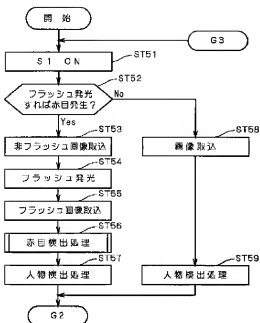 開 始
G3
S1 ON
ST51
ST52
フラッシュ発光
すれば赤目発生?
No
Yes
ST53
非フラッシュ画像取込
ST58
画像取込
ST54
フラッシュ発光
ST55
フラッシュ画像取込
ST56
赤目検出処理
ST57
人物検出処理
ST59
人物検出処理
G2